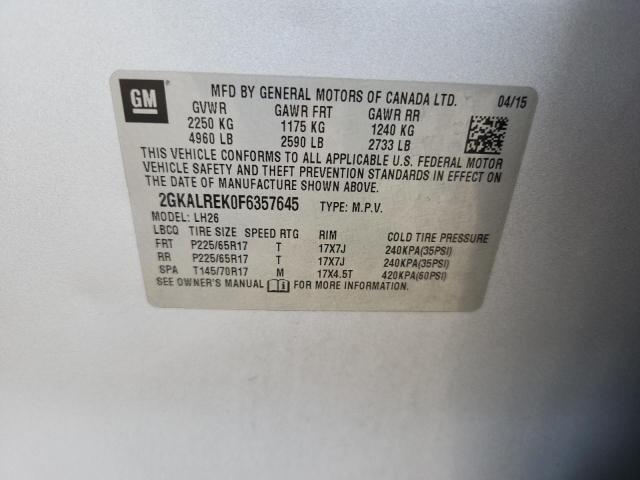 GM MFD BY GENERAL MOTORS OF CANADA LTD. 04/15
GVWR GAWR FRT GAWR RR
2250 KG 1175 KG 1240 KG
4960 LB 2590 LB 2733 LB
THIS VEHICLE CONFORMS TO ALL APPLICABLE U.S. FEDERAL MOTOR
VEHICLE SAFETY AND THEFT PREVENTION STANDARDS IN EFFECT ON
DATE OF MANUFACTURE SHOWN ABOVE.
2GKALREK0F6357645 TYPE: M.P.V.
MODEL: LH26
LBCQ TIRE SIZE SPEED RTG RIM COLD TIRE PRESSURE
FRT P225/65R17 T 17X7J 240KPA(35PSI)
RR P225/65R17 T 17X7J 240KPA(35PSI)
SPA T145/70R17 M 17X4.5T 420KPA(60PSI)
SEE OWNER'S MANUAL FOR MORE INFORMATION.